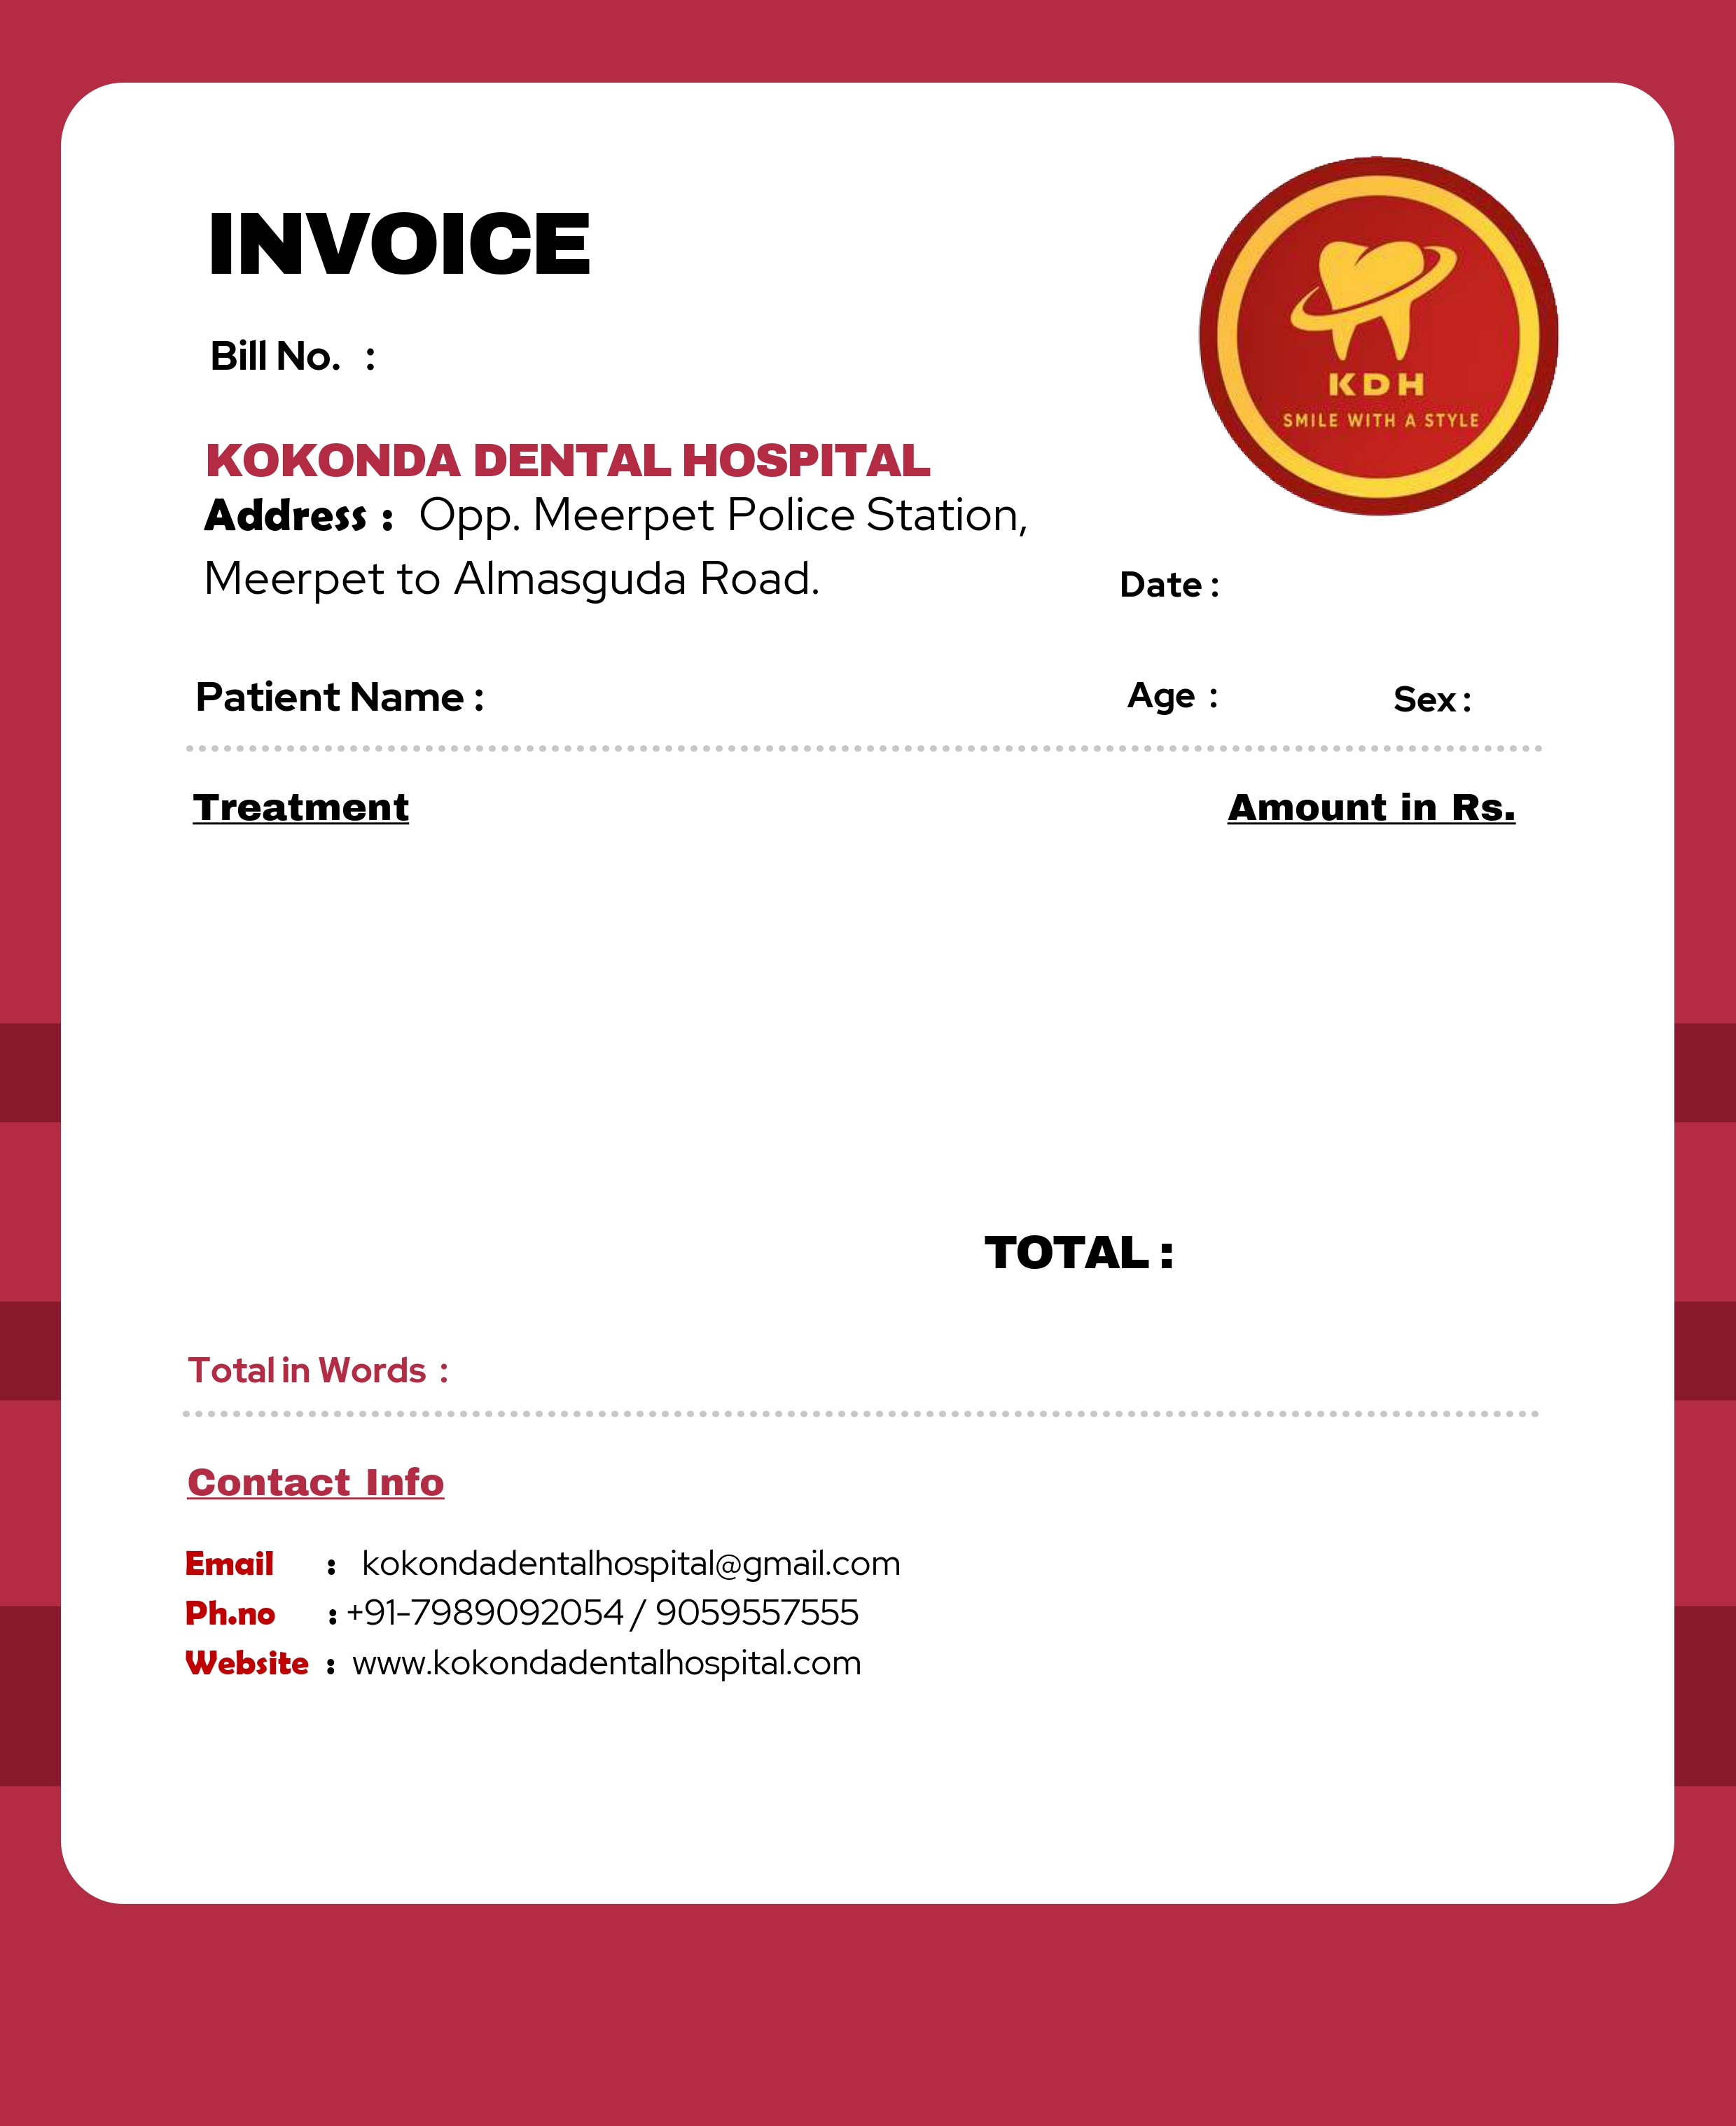 INVOICE
Bill No. :
KDH
SMILE WITH A STYLE
KOKONDA DENTAL HOSPITAL
Address : Opp. Meerpet Police Station,
Meerpet to Almasguda Road.
Date :
Patient Name : Age : Sex :
Treatment Amount in Rs.
TOTAL :
Total in Words :
Contact Info
Email : kokondadentalhospital@gmail.com
Ph.no : +91-7989092054 / 9059557555
Website : www.kokondadentalhospital.com